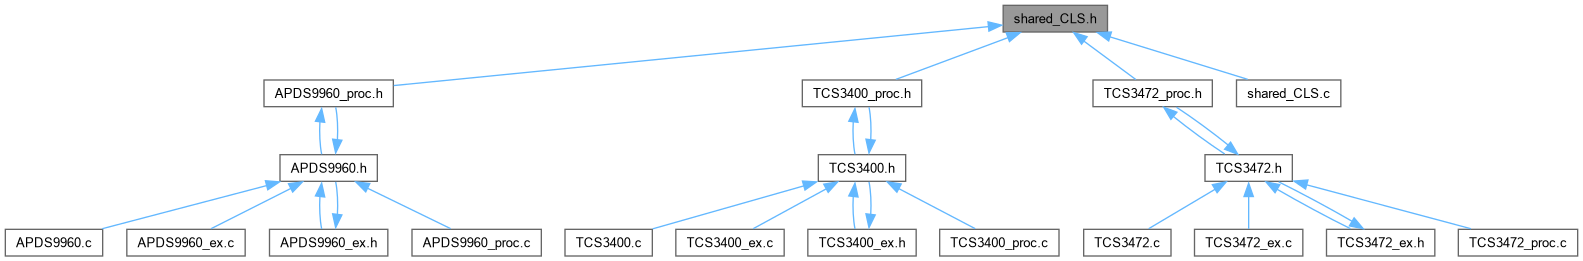 shared_CLS.h
APDS9960_proc.h
TCS3400_proc.h
TCS3472_proc.h
shared_CLS.c
APDS9960.h
TCS3400.h
TCS3472.h
APDS9960.c
APDS9960_ex.c
APDS9960_ex.h
APDS9960_proc.c
TCS3400.c
TCS3400_ex.c
TCS3400_ex.h
TCS3400_proc.c
TCS3472.c
TCS3472_ex.c
TCS3472_ex.h
TCS3472_proc.c